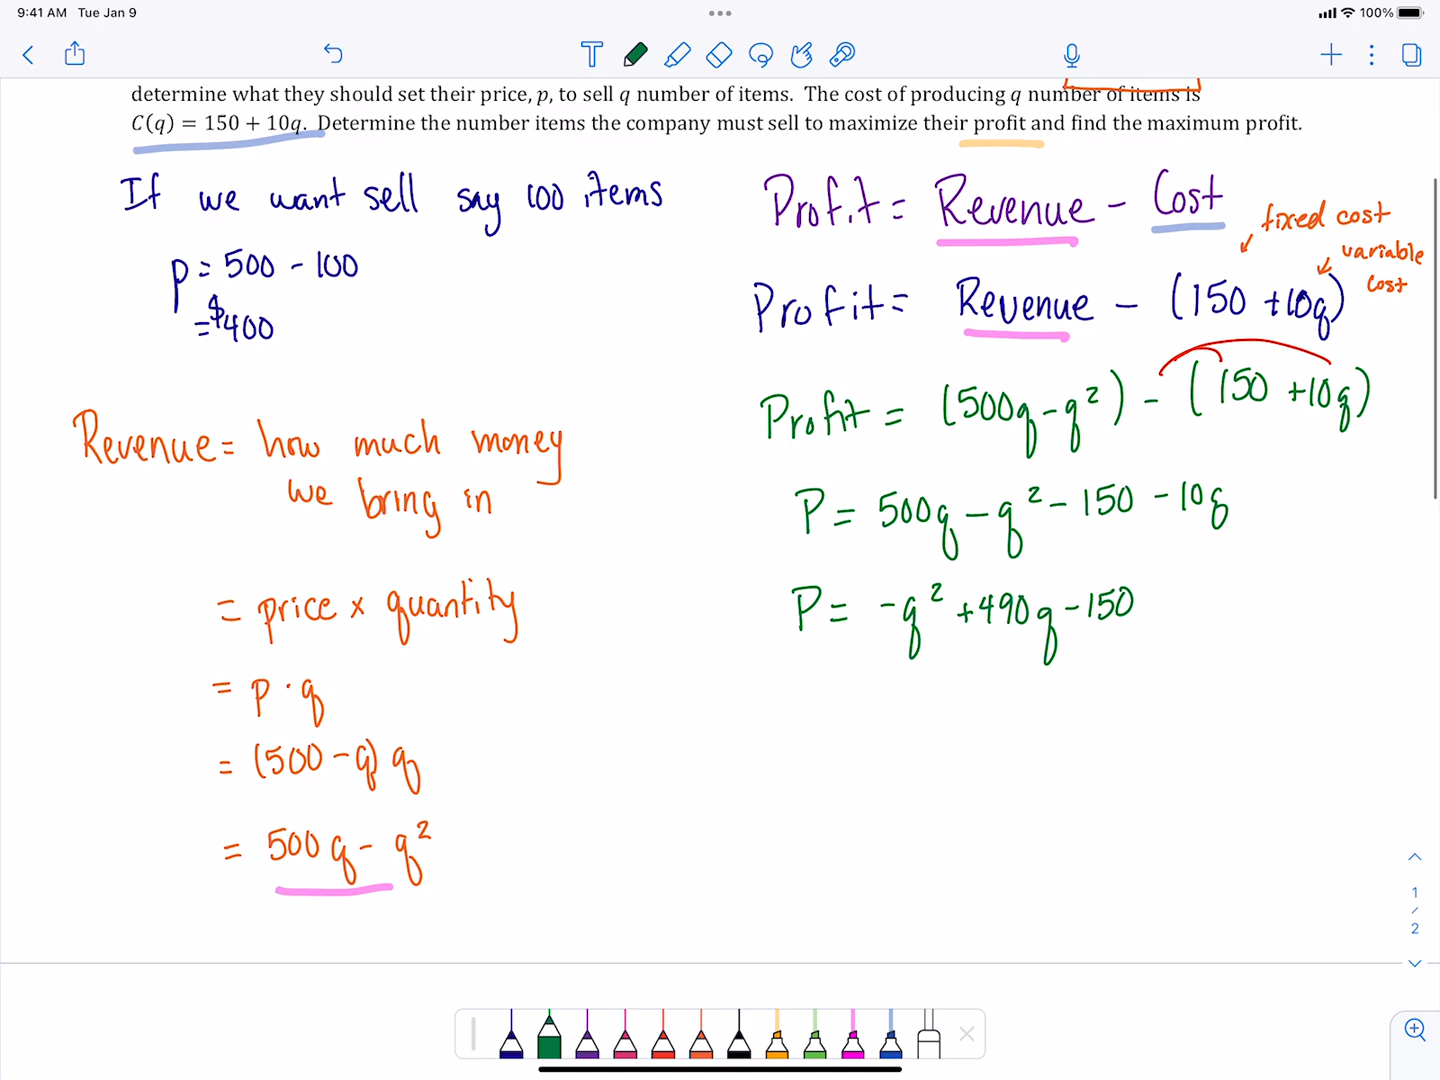 9:41 AM Tue Jan 9
100%
determine what they should set their price, p, to sell q number of items. The cost of producing q number of items is
C(q) = 150 + 10q. Determine the number items the company must sell to maximize their profit and find the maximum profit.
If we want sell say 100 items
p = 500 - 100
= $400
Revenue = how much money
we bring in
= price x quantity
= p · q
= (500 - q) q
= 500q - q²
Profit = Revenue - Cost
fixed cost
variable
cost
Profit = Revenue - (150 + 10q)
Profit = (500q - q²) - (150 + 10q)
P = 500q - q² - 150 - 10q
P = -q² + 490q - 150
1
/
2